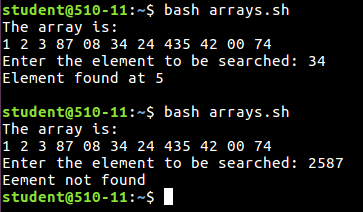 student@510-11:~$ bash arrays.sh
The array is:
1 2 3 87 08 34 24 435 42 00 74
Enter the element to be searched: 34
Element found at 5
student@510-11:~$ bash arrays.sh
The array is:
1 2 3 87 08 34 24 435 42 00 74
Enter the element to be searched: 2587
Eement not found
student@510-11:~$